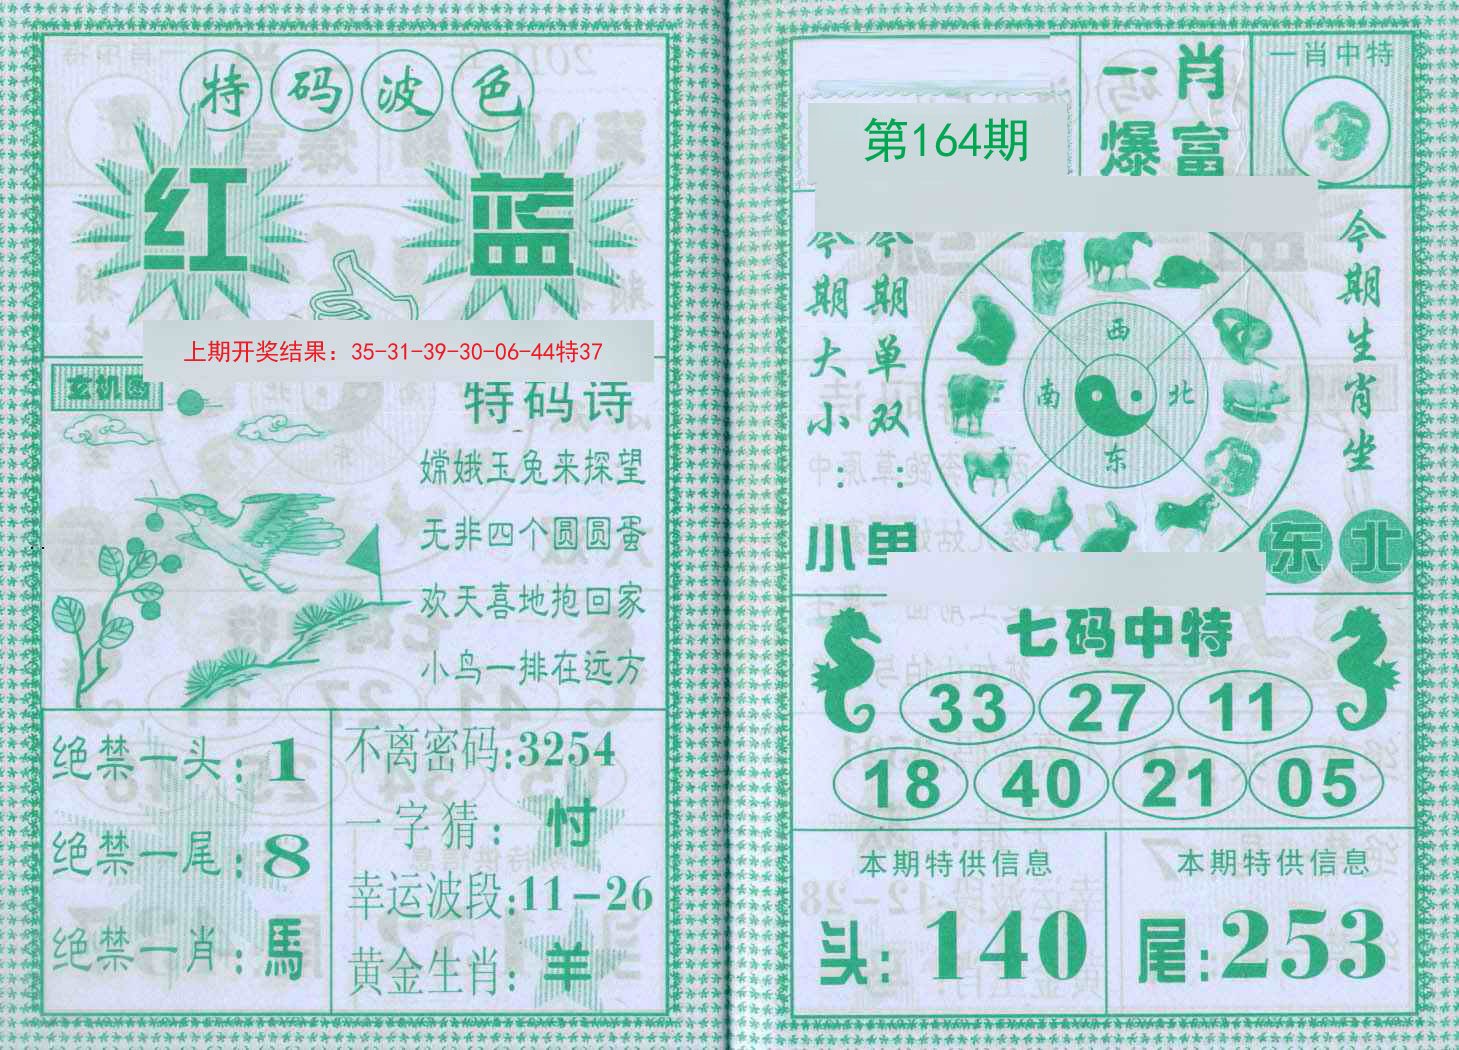 特码波色
红 蓝
上期开奖结果：35-31-39-30-06-44特37
玄机图
特码诗
嫦娥玉兔来探望
无非四个圆圆蛋
欢天喜地抱回家
小鸟一排在远方
绝禁一头：1
绝禁一尾：8
绝禁一肖：馬
不离密码：3254
一字猜：忖
幸运波段：11-26
黄金生肖：羊
第164期
一肖
爆富
一肖中特
今期大小：小
今期单双：单
西
南 北
东
今期生肖坐
东北
七码中特
33 27 11
18 40 21 05
本期特供信息
头：140
本期特供信息
尾：253